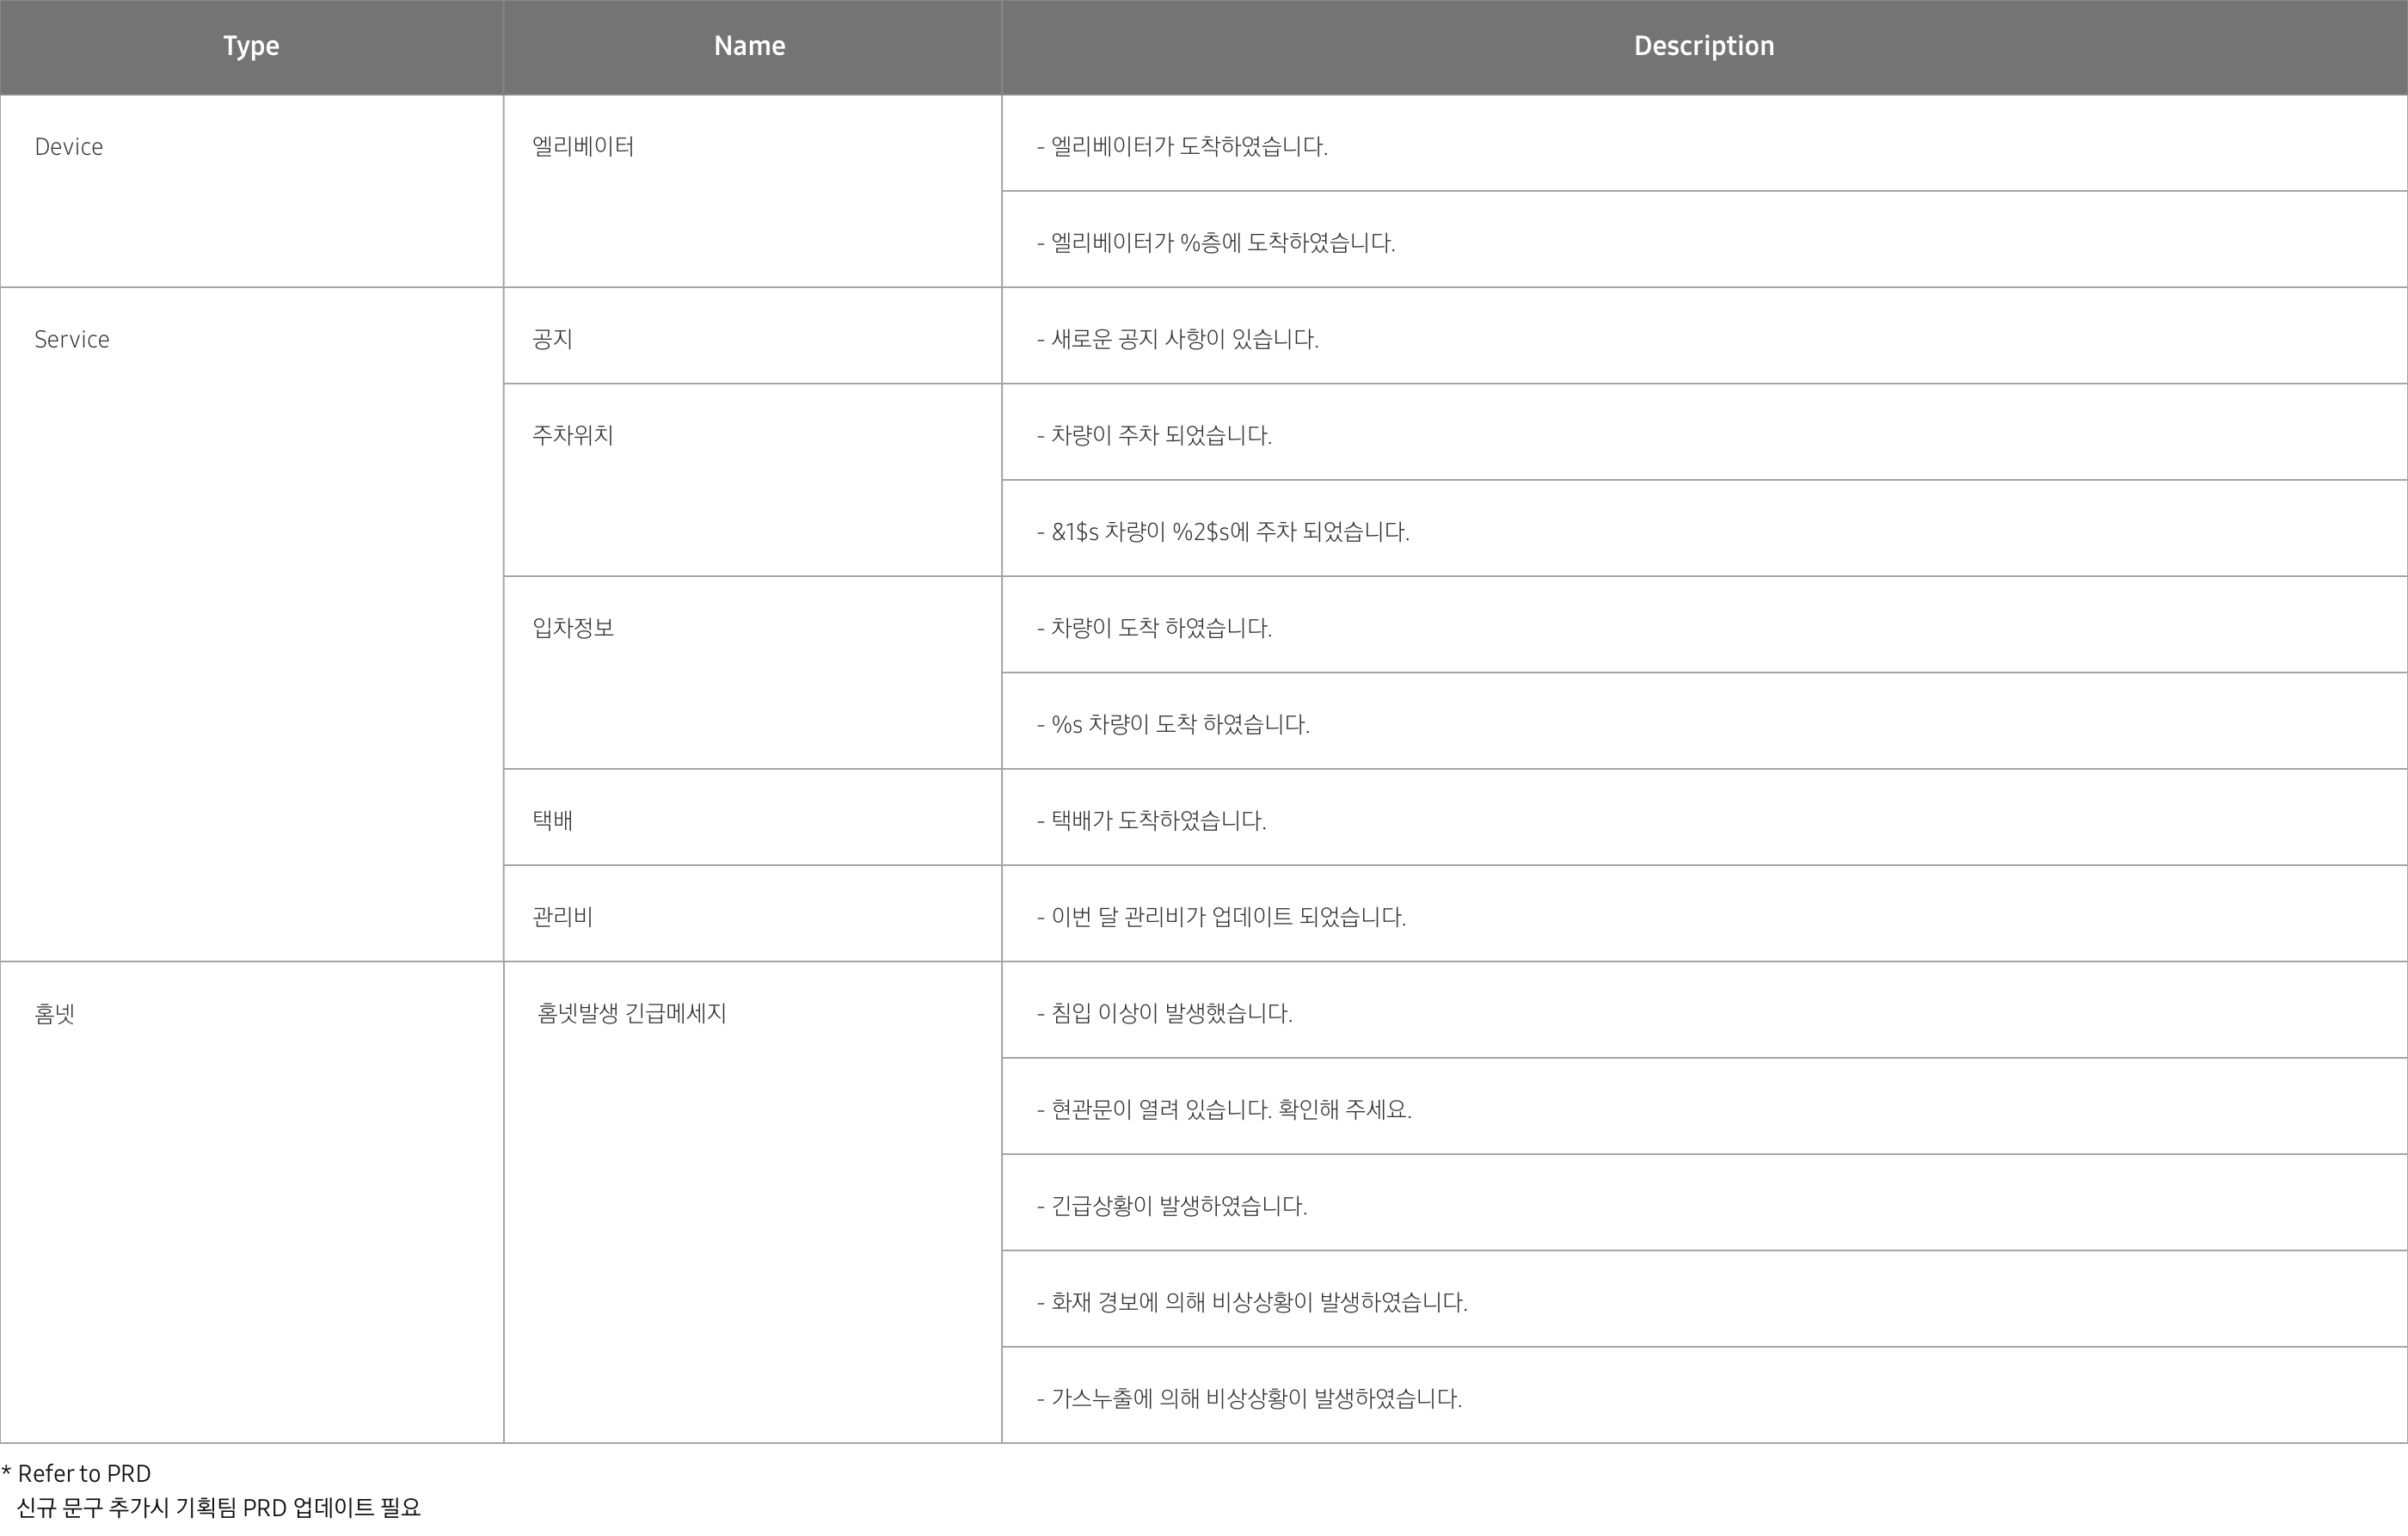 Type Name Description
Device 엘리베이터 - 엘리베이터가 도착하였습니다.
- 엘리베이터가 %층에 도착하였습니다.
Service 공지 - 새로운 공지 사항이 있습니다.
주차위치 - 차량이 주차 되었습니다.
- &1$s 차량이 %2$s에 주차 되었습니다.
입차정보 - 차량이 도착 하였습니다.
- %s 차량이 도착 하였습니다.
택배 - 택배가 도착하였습니다.
관리비 - 이번 달 관리비가 업데이트 되었습니다.
홈넷 홈넷발생 긴급메세지 - 침입 이상이 발생했습니다.
- 현관문이 열려 있습니다. 확인해 주세요.
- 긴급상황이 발생하였습니다.
- 화재 경보에 의해 비상상황이 발생하였습니다.
- 가스누출에 의해 비상상황이 발생하였습니다.
* Refer to PRD
신규 문구 추가시 기획팀 PRD 업데이트 필요